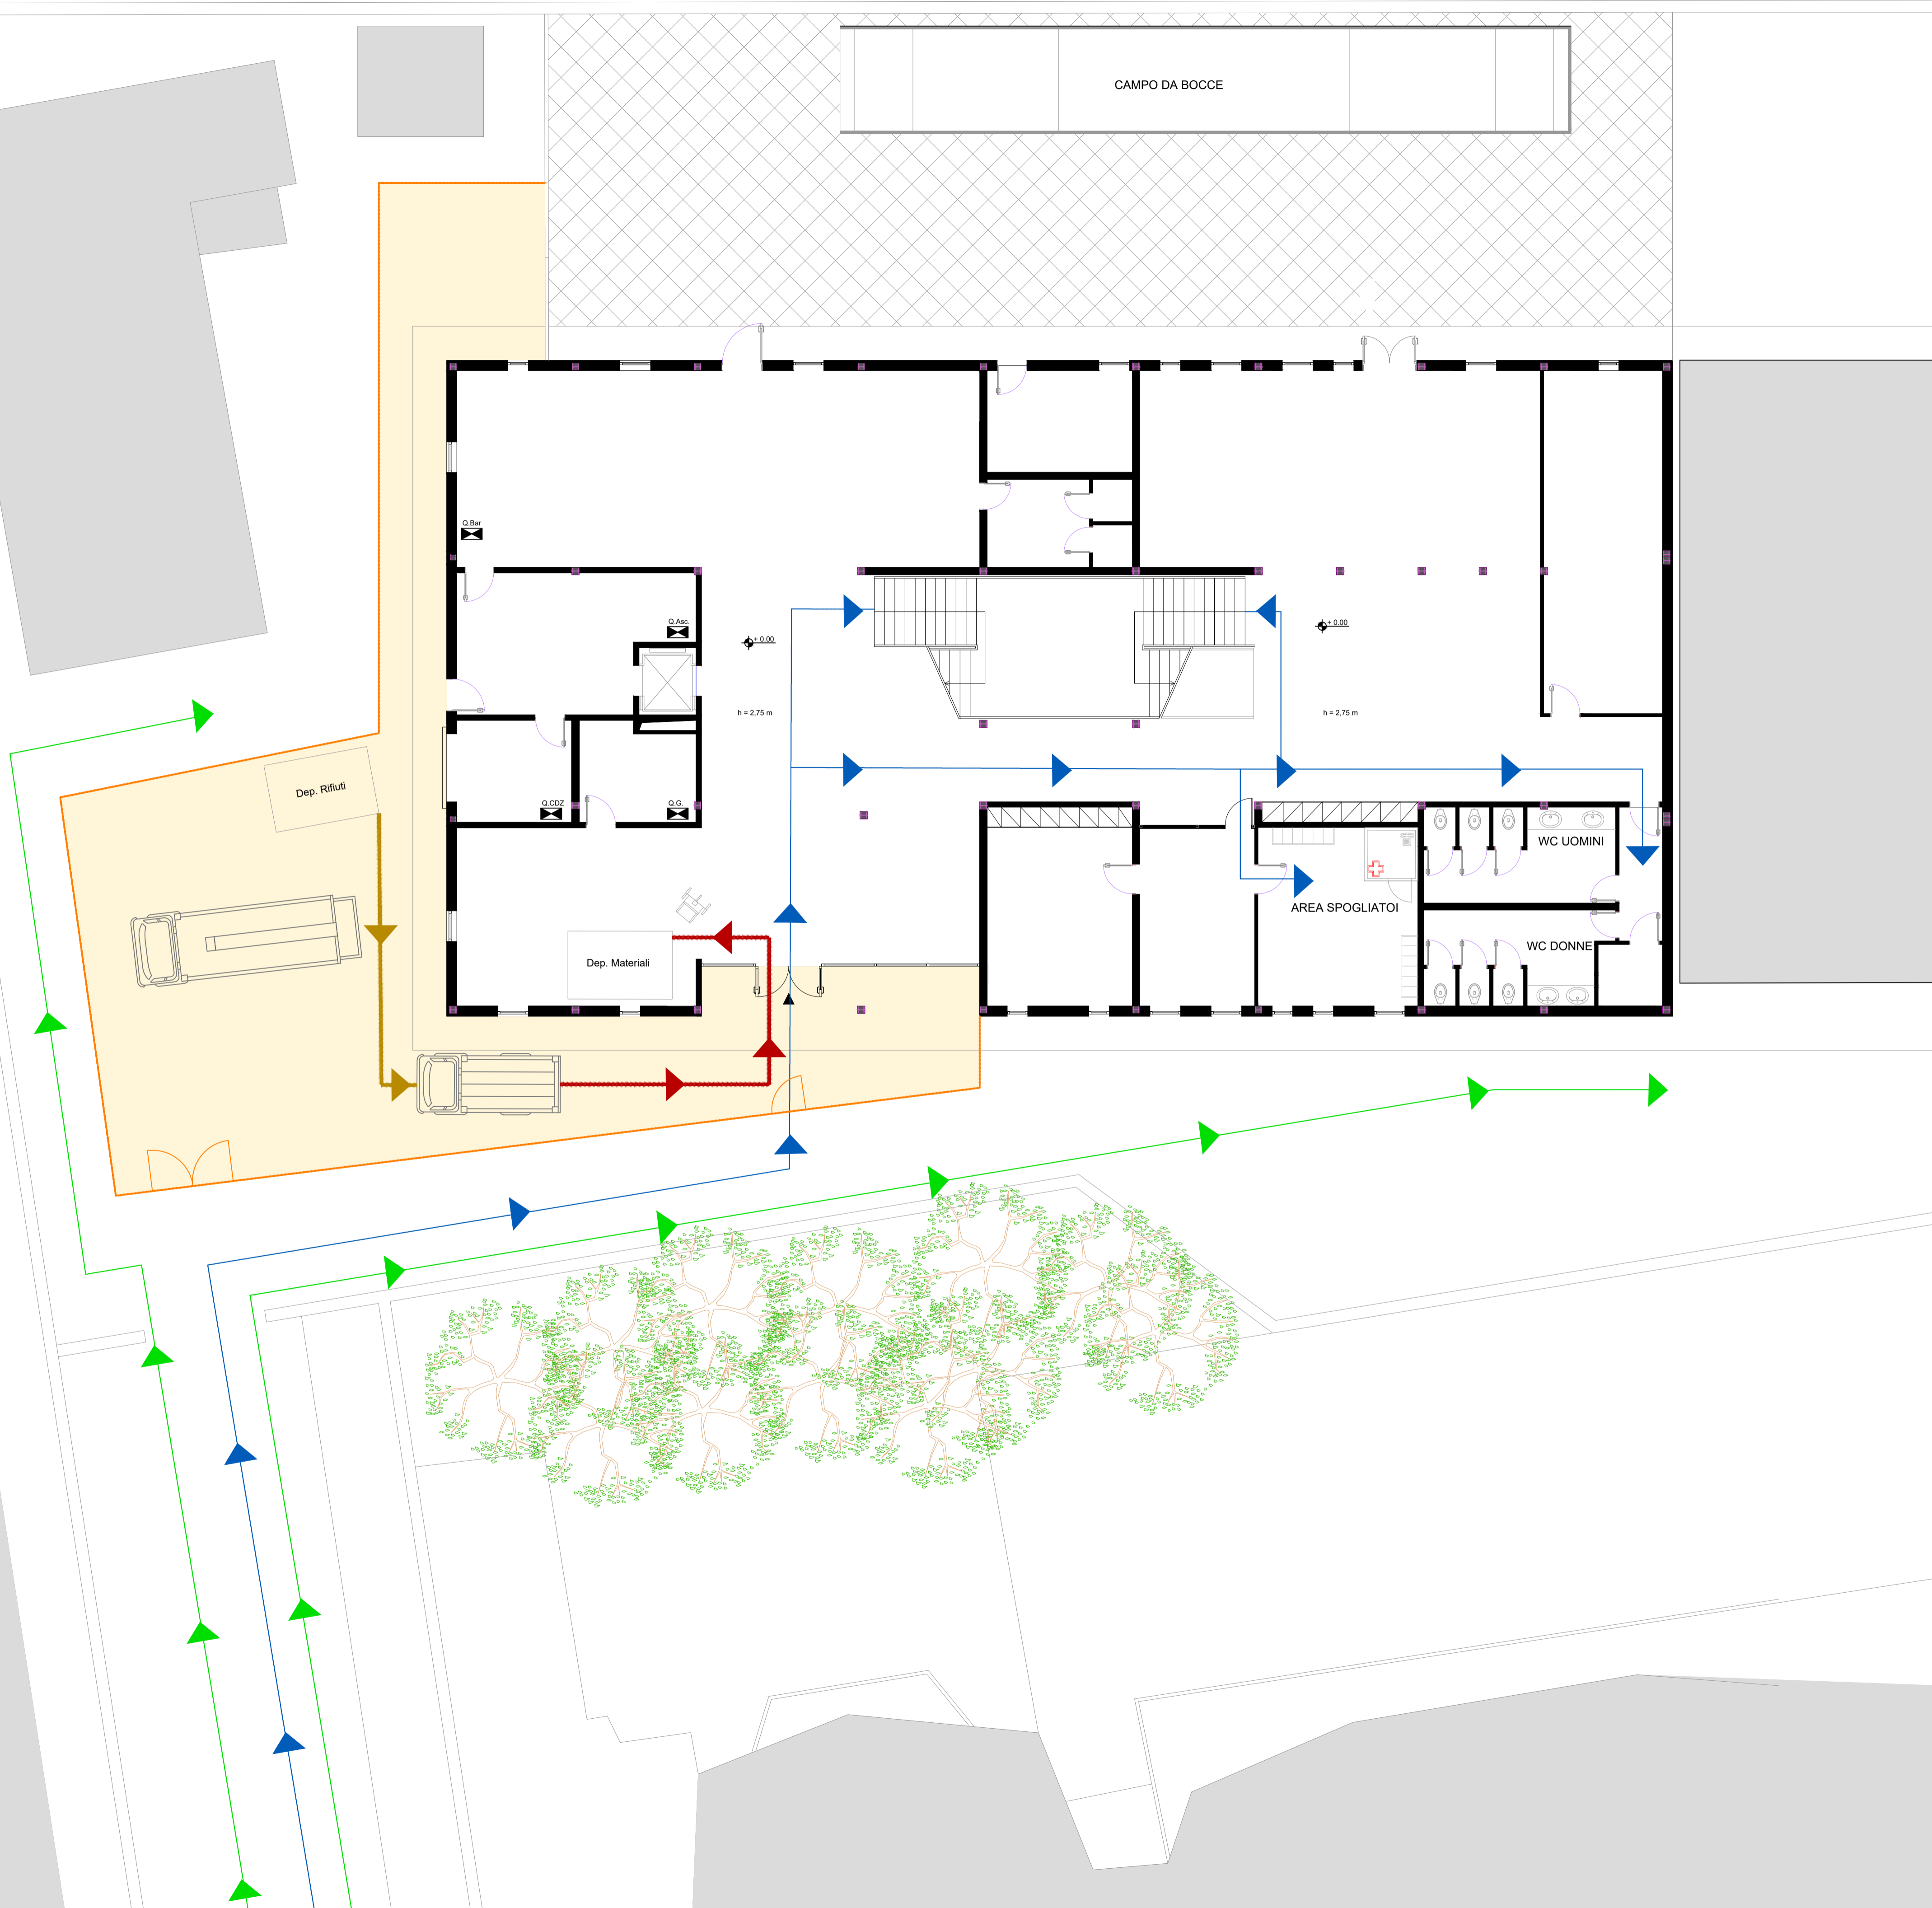 CAMPO DA BOCCE
Q.Bar
Q.Asc.
+ 0.00
+ 0.00
h = 2,75 m
h = 2,75 m
Dep. Rifiuti
Q.CDZ
Q.G.
WC UOMINI
AREA SPOGLIATOI
WC DONNE
Dep. Materiali